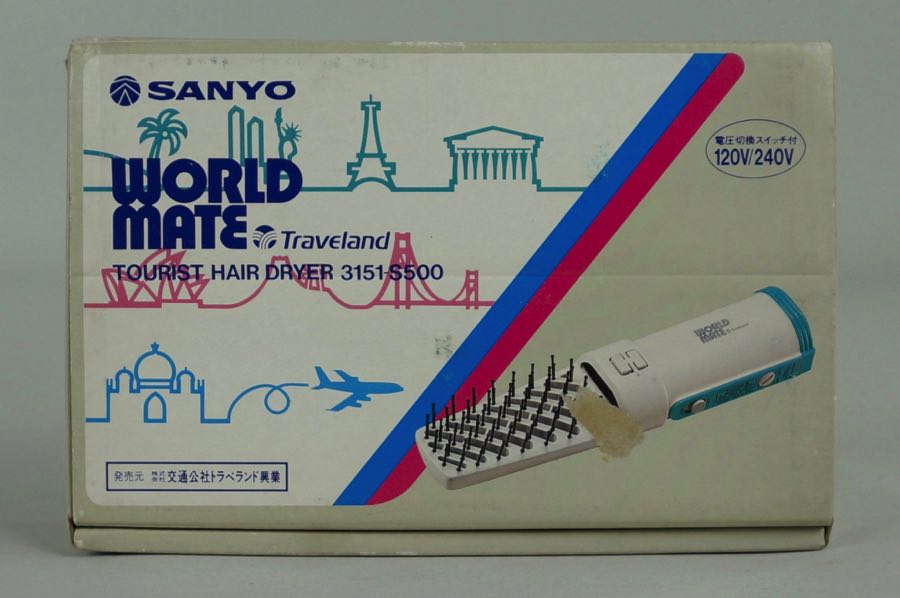 SANYO
WORLD
MATE
Traveland
TOURIST HAIR DRYER 3151-S500
電圧切換スイッチ付
120V/240V
WORLD
MATE
発売元 株式会社 交通公社トラベランド興業